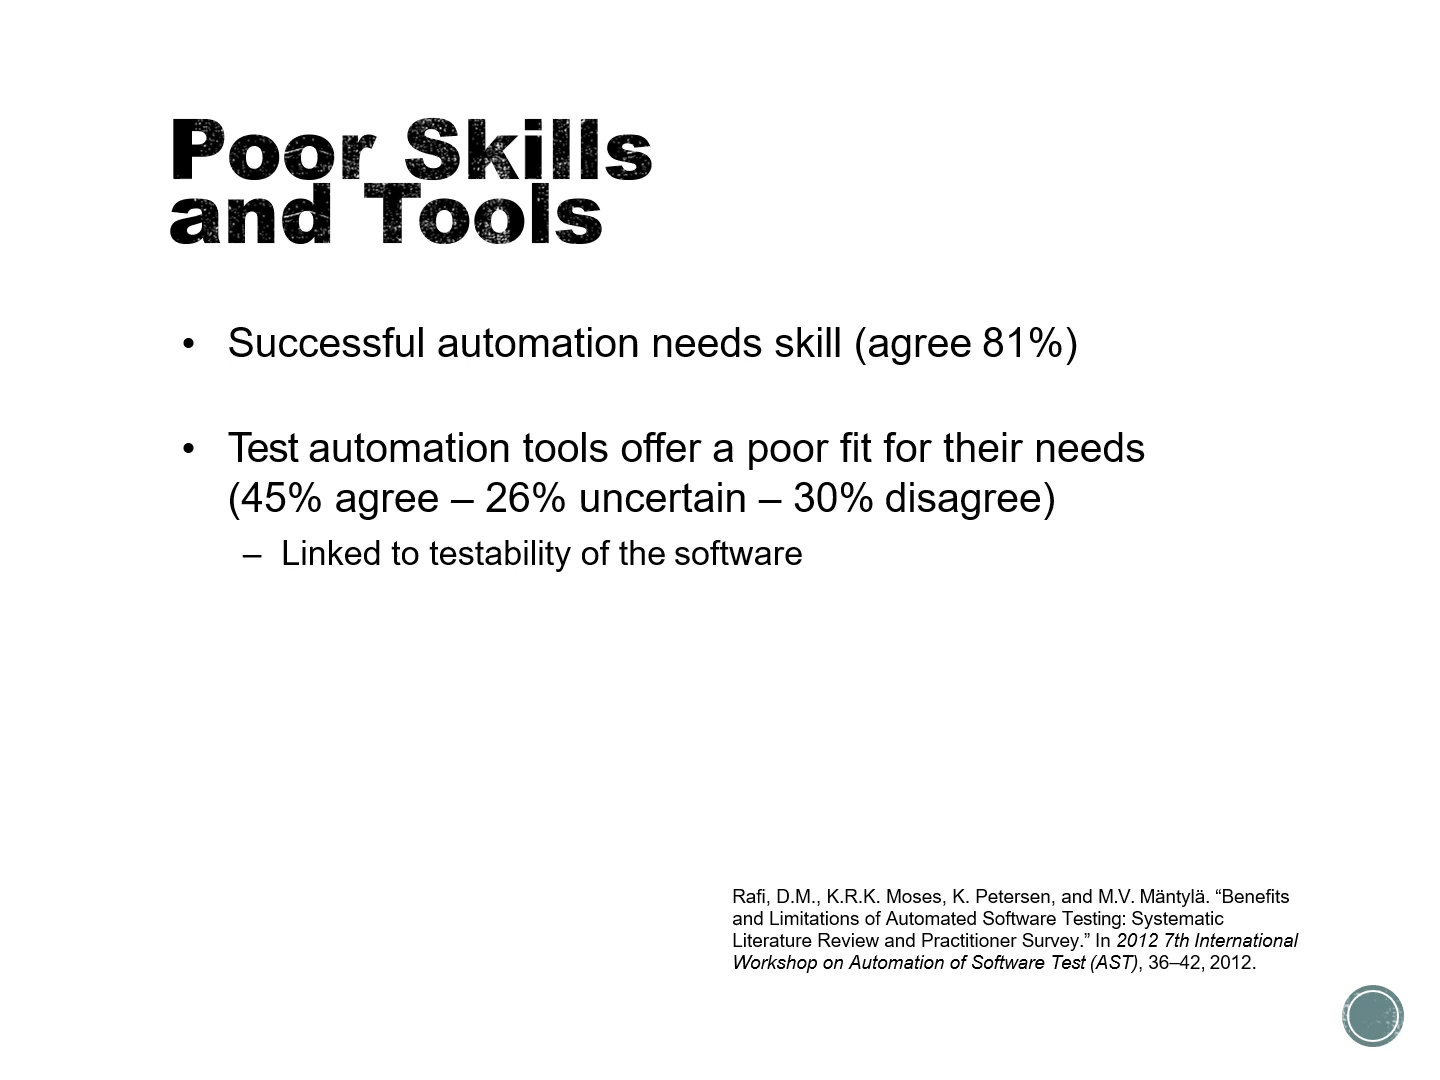 Poor Skills
and Tools
• Successful automation needs skill (agree 81%)
• Test automation tools offer a poor fit for their needs
(45% agree – 26% uncertain – 30% disagree)
– Linked to testability of the software
Rafi, D.M., K.R.K. Moses, K. Petersen, and M.V. Mäntylä. “Benefits
and Limitations of Automated Software Testing: Systematic
Literature Review and Practitioner Survey.” In 2012 7th International
Workshop on Automation of Software Test (AST), 36–42, 2012.